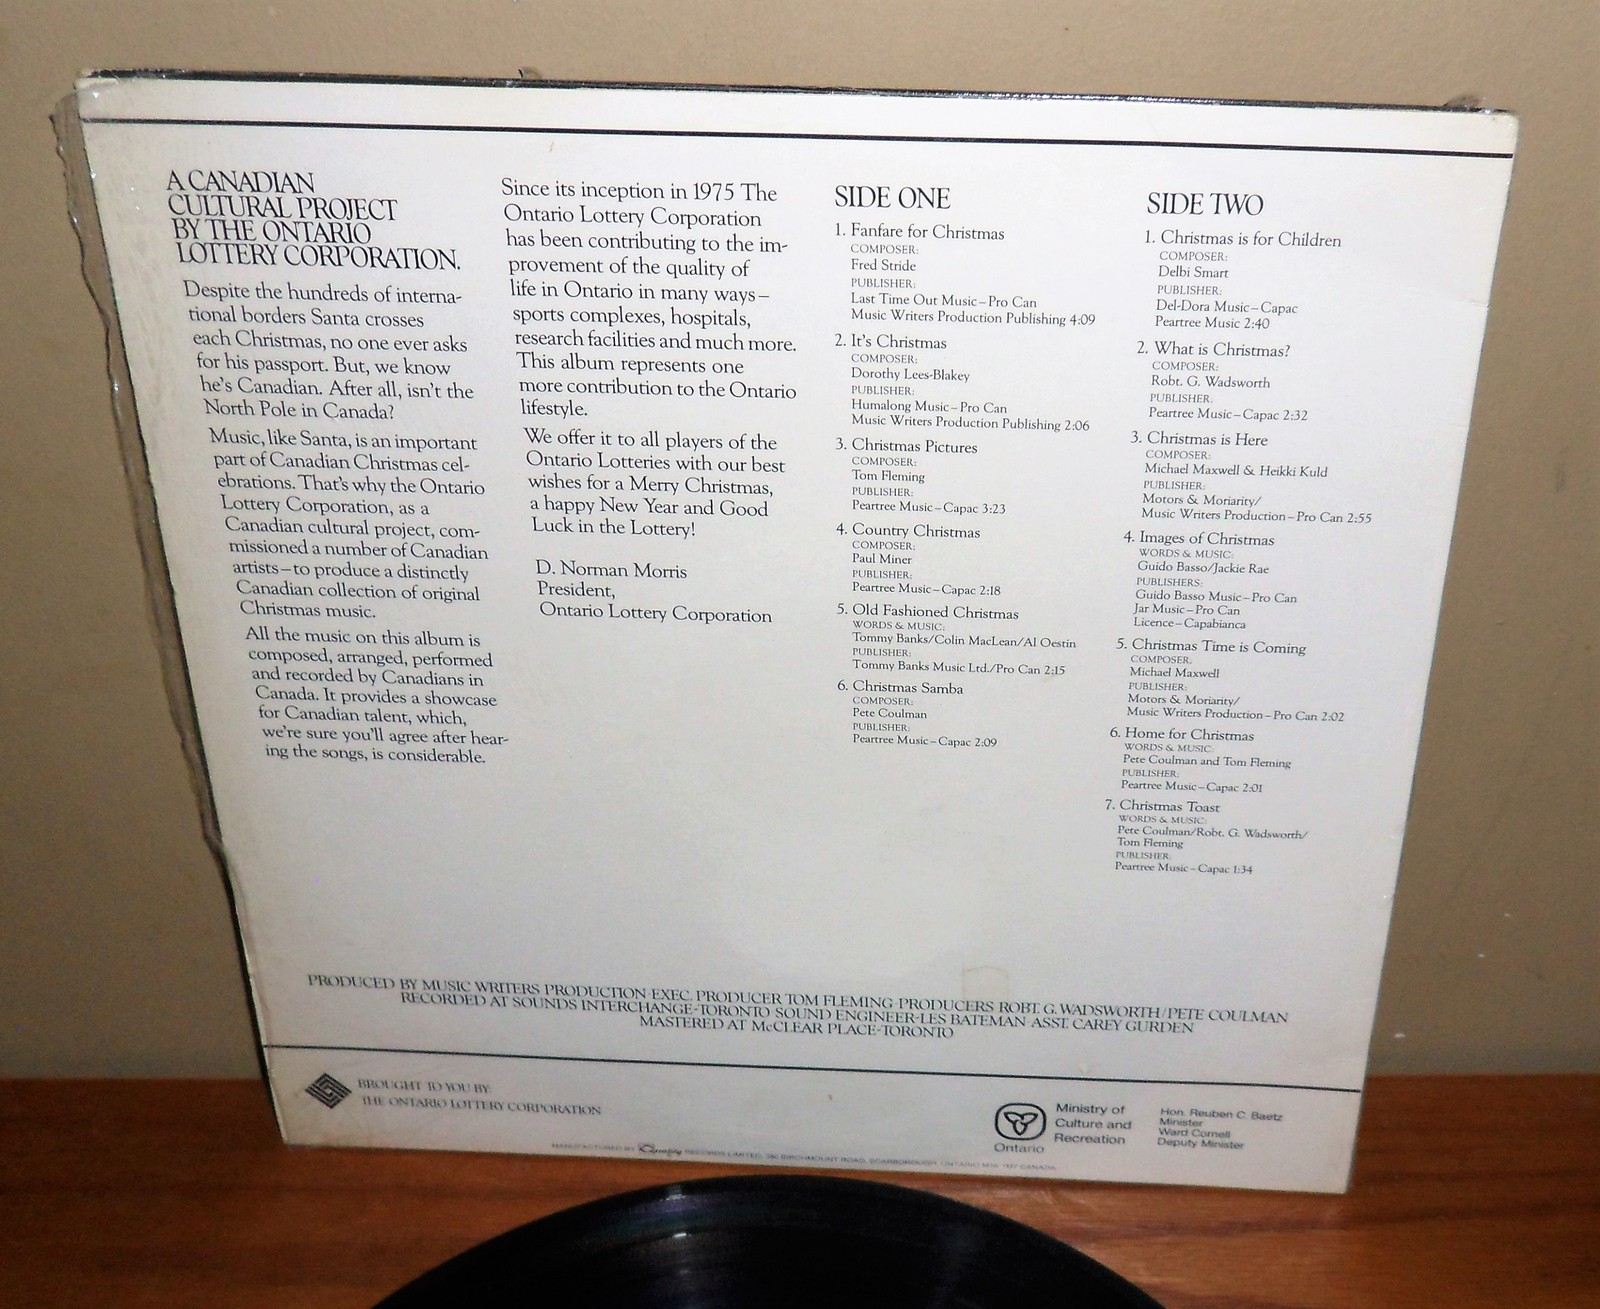 A CANADIAN
CULTURAL PROJECT
BY THE ONTARIO
LOTTERY CORPORATION.
Despite the hundreds of interna-
tional borders Santa crosses
each Christmas, no one ever asks
for his passport. But, we know
he's Canadian. After all, isn't the
North Pole in Canada?
Music, like Santa, is an important
part of Canadian Christmas cel-
ebrations. That's why the Ontario
Lottery Corporation, as a
Canadian cultural project, com-
missioned a number of Canadian
artists–to produce a distinctly
Canadian collection of original
Christmas music.
All the music on this album is
composed, arranged, performed
and recorded by Canadians in
Canada. It provides a showcase
for Canadian talent, which,
we're sure you'll agree after hear-
ing the songs, is considerable.
Since its inception in 1975 The
Ontario Lottery Corporation
has been contributing to the im-
provement of the quality of
life in Ontario in many ways–
sports complexes, hospitals,
research facilities and much more.
This album represents one
more contribution to the Ontario
lifestyle.
We offer it to all players of the
Ontario Lotteries with our best
wishes for a Merry Christmas,
a happy New Year and Good
Luck in the Lottery!
D. Norman Morris
President,
Ontario Lottery Corporation
SIDE ONE
1. Fanfare for Christmas
COMPOSER:
Fred Stride
PUBLISHER:
Last Time Out Music–Pro Can
Music Writers Production Publishing 4:09
2. It's Christmas
COMPOSER:
Dorothy Lees-Blakey
PUBLISHER:
Humalong Music–Pro Can
Music Writers Production Publishing 2:06
3. Christmas Pictures
COMPOSER:
Tom Fleming
PUBLISHER:
Peartree Music–Capac 3:23
4. Country Christmas
COMPOSER:
Paul Miner
PUBLISHER:
Peartree Music–Capac 2:18
5. Old Fashioned Christmas
WORDS & MUSIC:
Tommy Banks/Colin MacLean/Al Oestin
PUBLISHER:
Tommy Banks Music Ltd./Pro Can 2:15
6. Christmas Samba
COMPOSER:
Pete Coulman
PUBLISHER:
Peartree Music–Capac 2:09
SIDE TWO
1. Christmas is for Children
COMPOSER:
Delbi Smart
PUBLISHER:
Del-Dora Music–Capac
Peartree Music 2:40
2. What is Christmas?
COMPOSER:
Robt. G. Wadsworth
PUBLISHER:
Peartree Music–Capac 2:32
3. Christmas is Here
COMPOSER:
Michael Maxwell & Heikki Kuld
PUBLISHER:
Motors & Moriarity/
Music Writers Production–Pro Can 2:55
4. Images of Christmas
WORDS & MUSIC:
Guido Basso/Jackie Rae
PUBLISHERS:
Guido Basso Music–Pro Can
Jar Music–Pro Can
Licence–Capabianca
5. Christmas Time is Coming
COMPOSER:
Michael Maxwell
PUBLISHER:
Motors & Moriarity/
Music Writers Production–Pro Can 2:02
6. Home for Christmas
WORDS & MUSIC:
Pete Coulman and Tom Fleming
PUBLISHER:
Peartree Music–Capac 2:01
7. Christmas Toast
WORDS & MUSIC:
Pete Coulman/Robt. G. Wadsworth/
Tom Fleming
PUBLISHER:
Peartree Music–Capac 1:34
PRODUCED BY MUSIC WRITERS PRODUCTION-EXEC. PRODUCER TOM FLEMING-PRODUCERS ROBT. G. WADSWORTH/PETE COULMAN
RECORDED AT SOUNDS INTERCHANGE-TORONTO SOUND ENGINEER-LES BATEMAN-ASST. CAREY GURDEN
MASTERED AT McCLEAR PLACE-TORONTO
BROUGHT TO YOU BY:
THE ONTARIO LOTTERY CORPORATION
Ontario
Ministry of
Culture and
Recreation
Hon. Reuben C. Baetz
Minister
Ward Cornell
Deputy Minister
MANUFACTURED BY Quality RECORDS LIMITED, 380 BIRCHMOUNT ROAD, SCARBOROUGH, ONTARIO CANADA